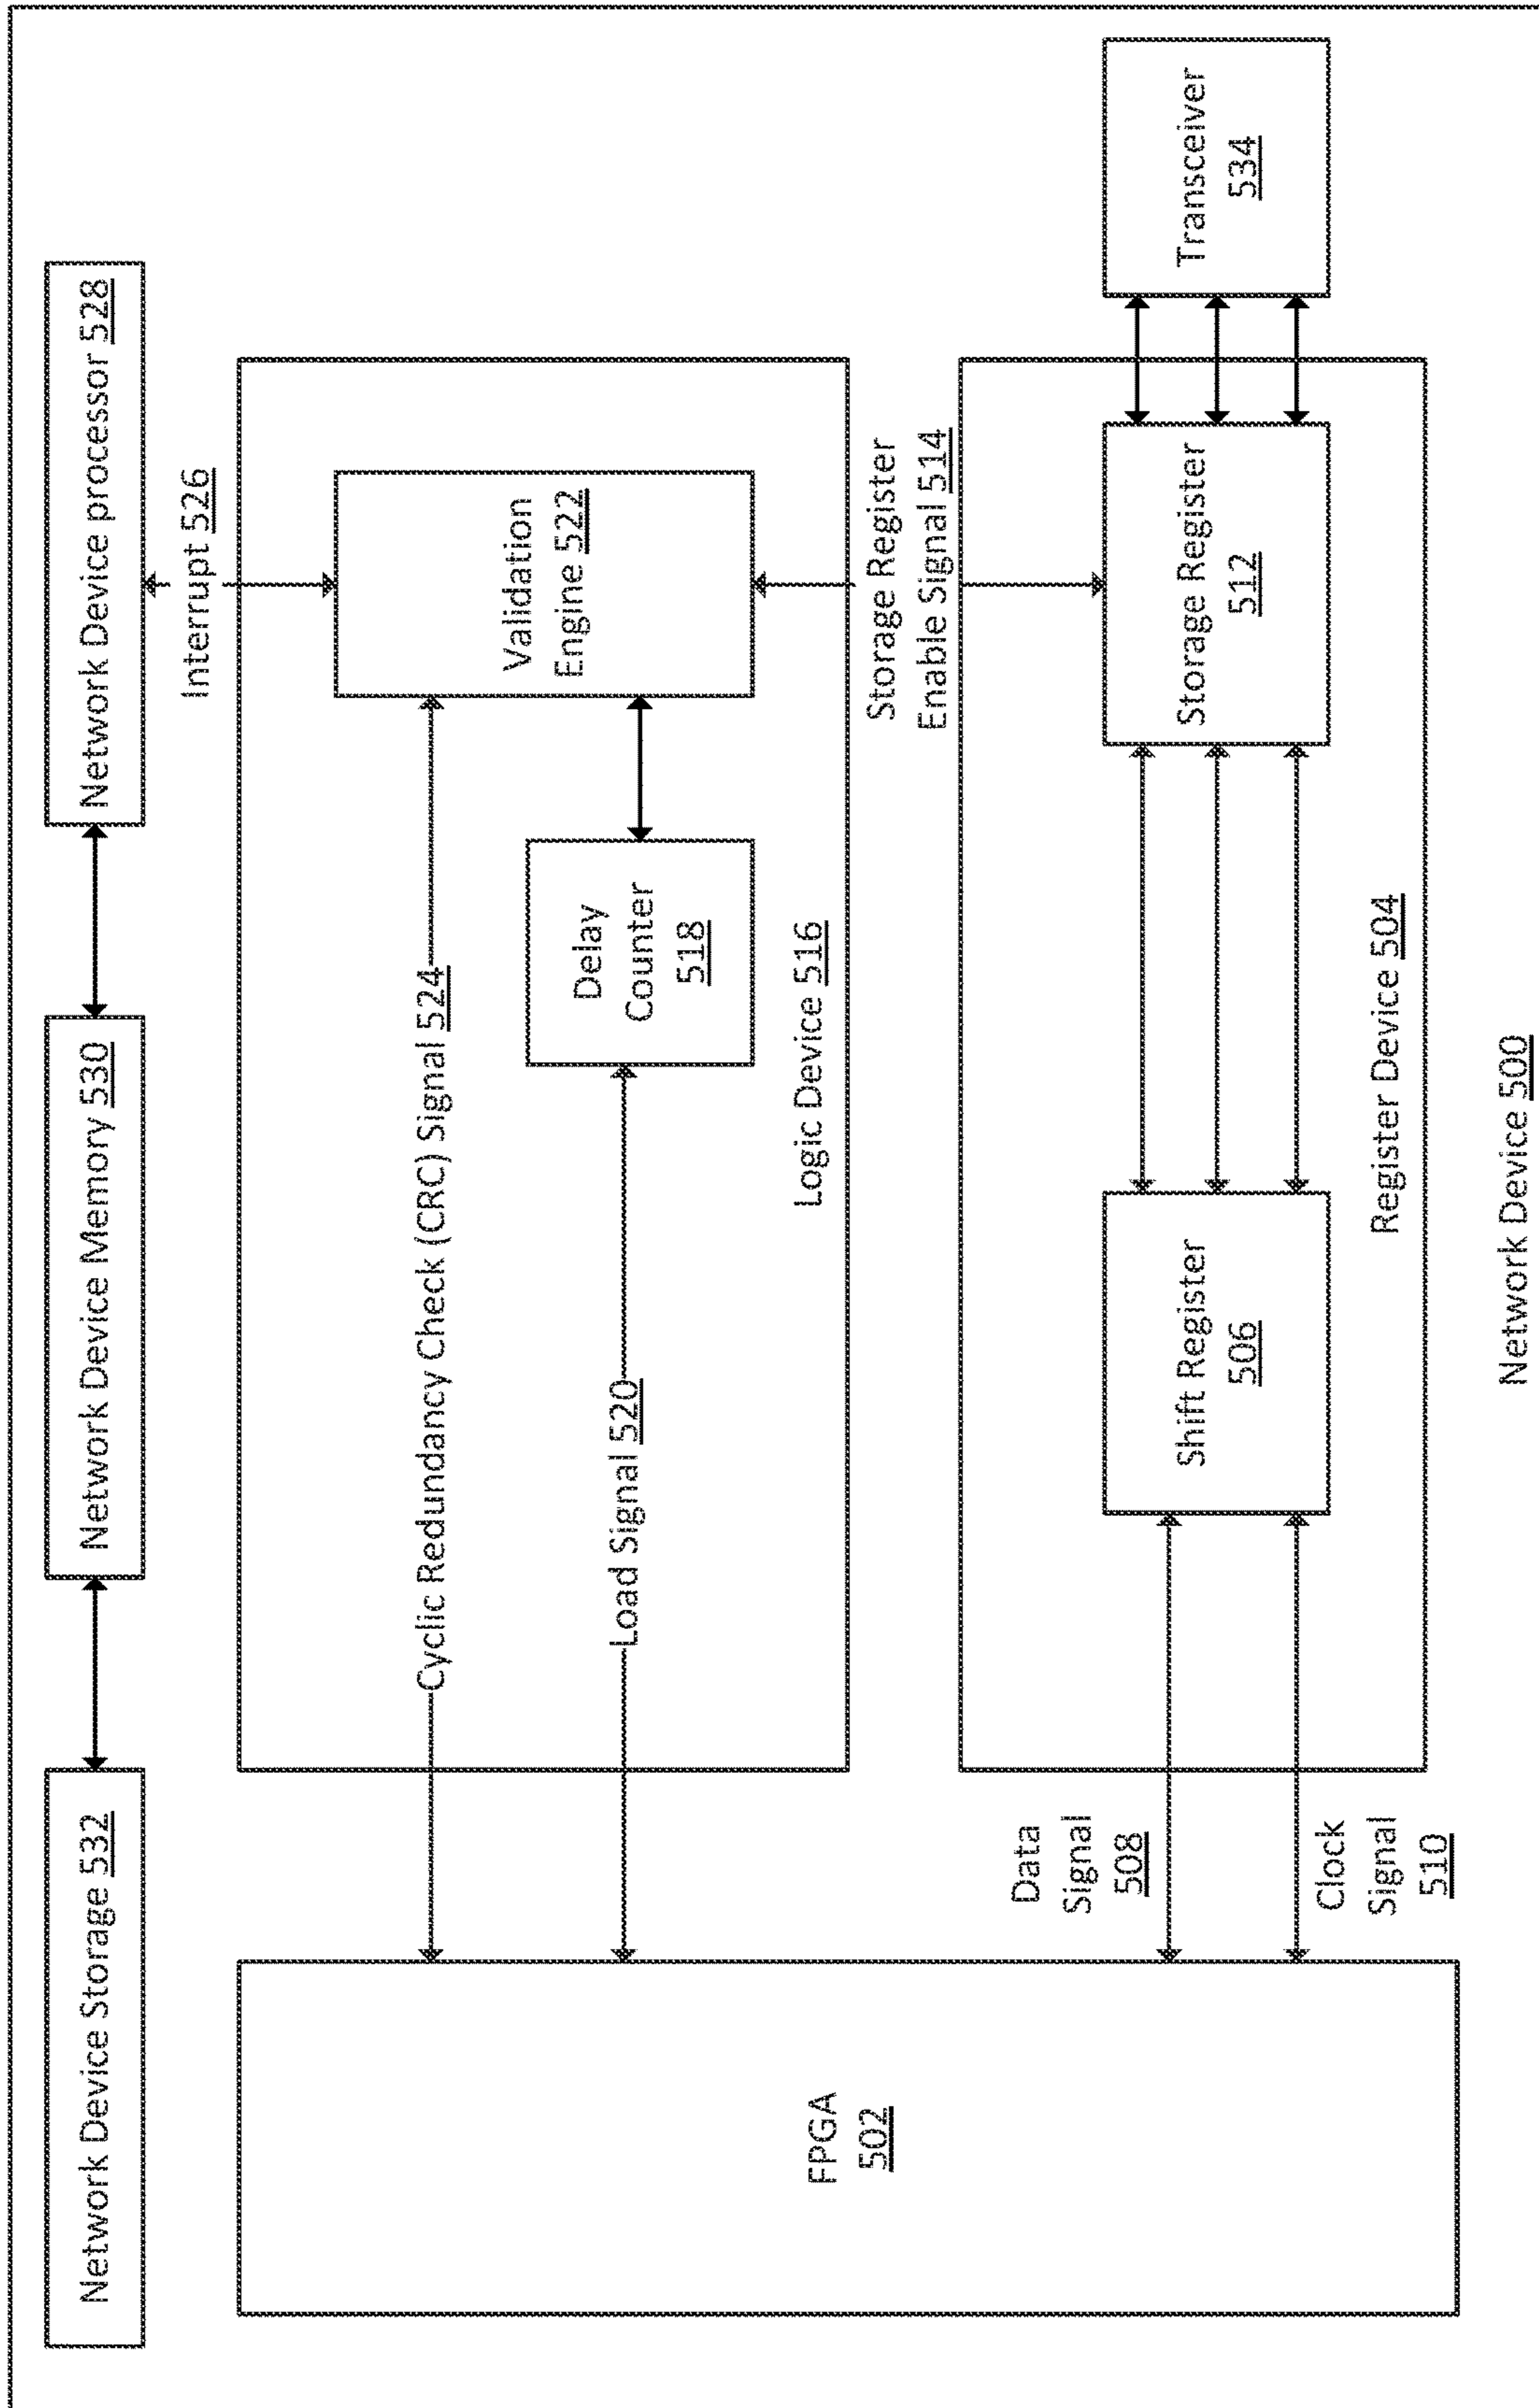 Network Device Storage 532
Network Device Memory 530
Network Device processor 528
Interrupt 526
Cyclic Redundancy Check (CRC) Signal 524
Validation
Engine 522
Load Signal 520
Delay
Counter
518
Logic Device 516
FPGA
502
Storage Register
Enable Signal 514
Data
Signal
508
Clock
Signal
510
Shift Register
506
Storage Register
512
Transceiver
534
Register Device 504
Network Device 500